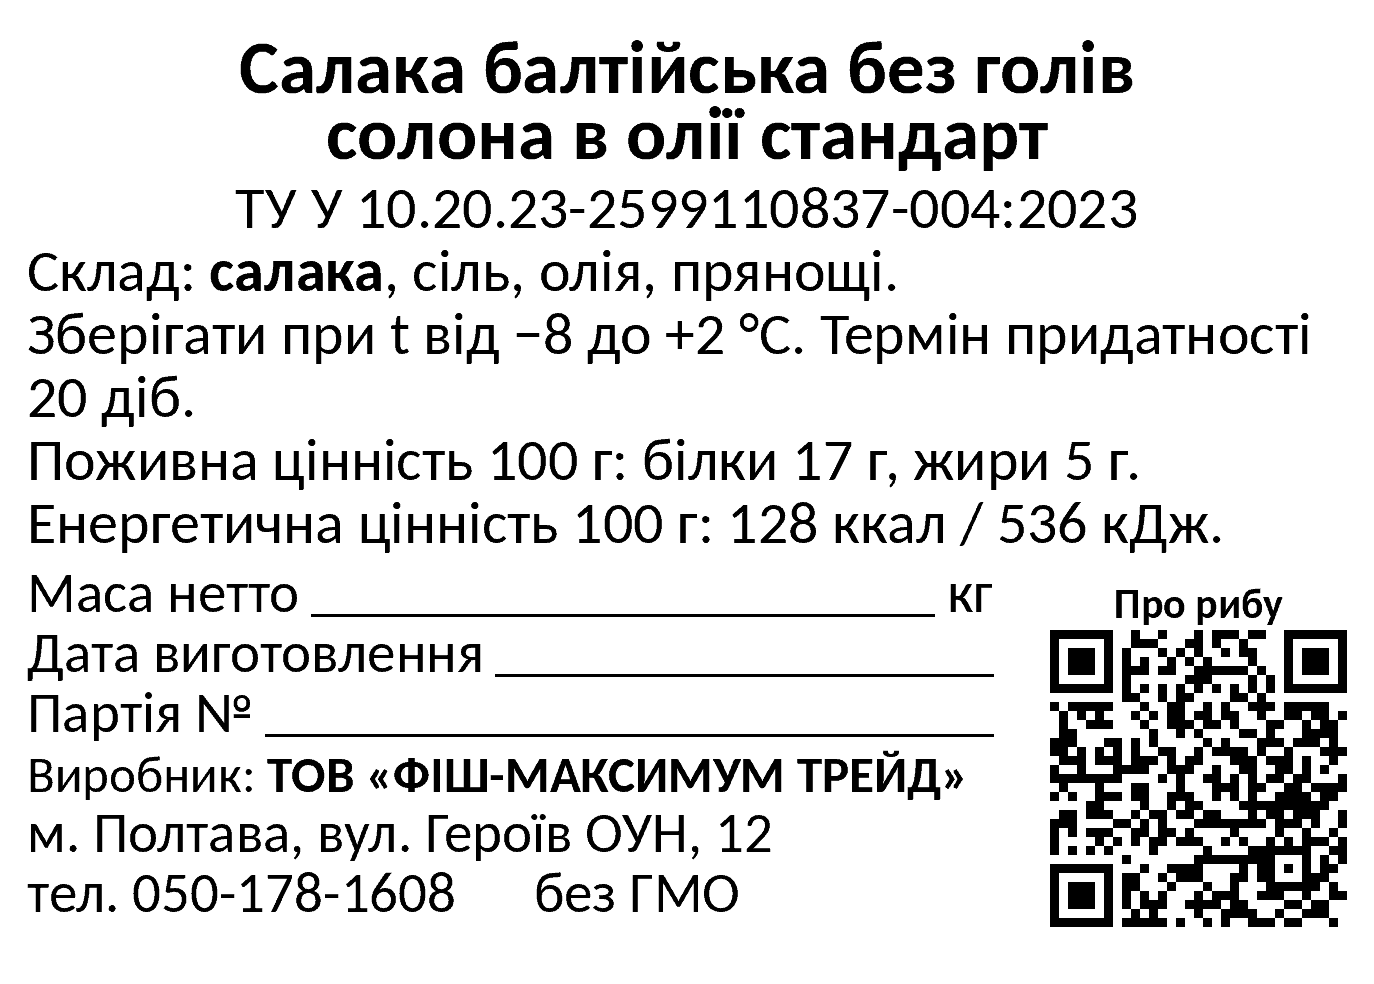 Салака балтійська без голів
солона в олії стандарт
ТУ У 10.20.23-2599110837-004:2023
Склад: салака, сіль, олія, прянощі.
Зберігати при t від −8 до +2 °C. Термін придатності
20 діб.
Поживна цінність 100 г: білки 17 г, жири 5 г.
Енергетична цінність 100 г: 128 ккал / 536 кДж.
Маса нетто ____________________ кг
Дата виготовлення ________________
Партія № ________________________
Про рибу
Виробник: ТОВ «ФІШ-МАКСИМУМ ТРЕЙД»
м. Полтава, вул. Героїв ОУН, 12
тел. 050-178-1608 без ГМО